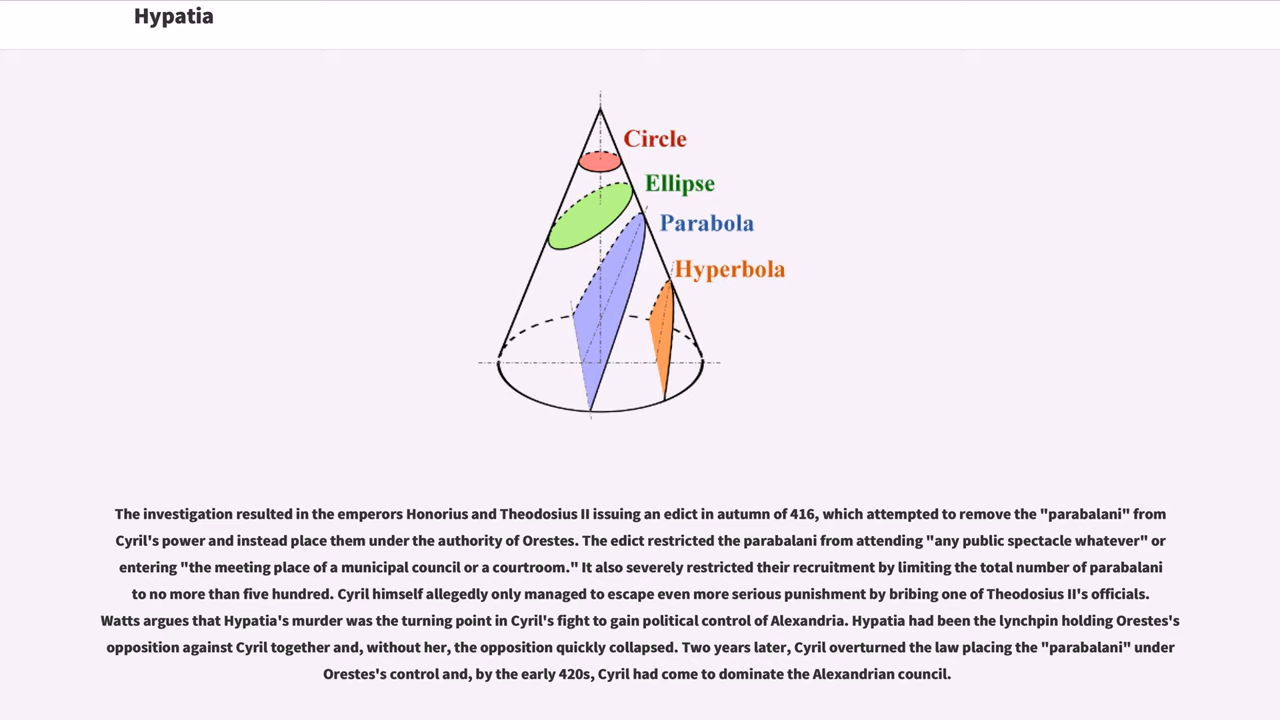 Hypatia
Circle
Ellipse
Parabola
Hyperbola
The investigation resulted in the emperors Honorius and Theodosius II issuing an edict in autumn of 416, which attempted to remove the "parabalani" from
Cyril's power and instead place them under the authority of Orestes. The edict restricted the parabalani from attending "any public spectacle whatever" or
entering "the meeting place of a municipal council or a courtroom." It also severely restricted their recruitment by limiting the total number of parabalani
to no more than five hundred. Cyril himself allegedly only managed to escape even more serious punishment by bribing one of Theodosius II's officials.
Watts argues that Hypatia's murder was the turning point in Cyril's fight to gain political control of Alexandria. Hypatia had been the lynchpin holding Orestes's
opposition against Cyril together and, without her, the opposition quickly collapsed. Two years later, Cyril overturned the law placing the "parabalani" under
Orestes's control and, by the early 420s, Cyril had come to dominate the Alexandrian council.